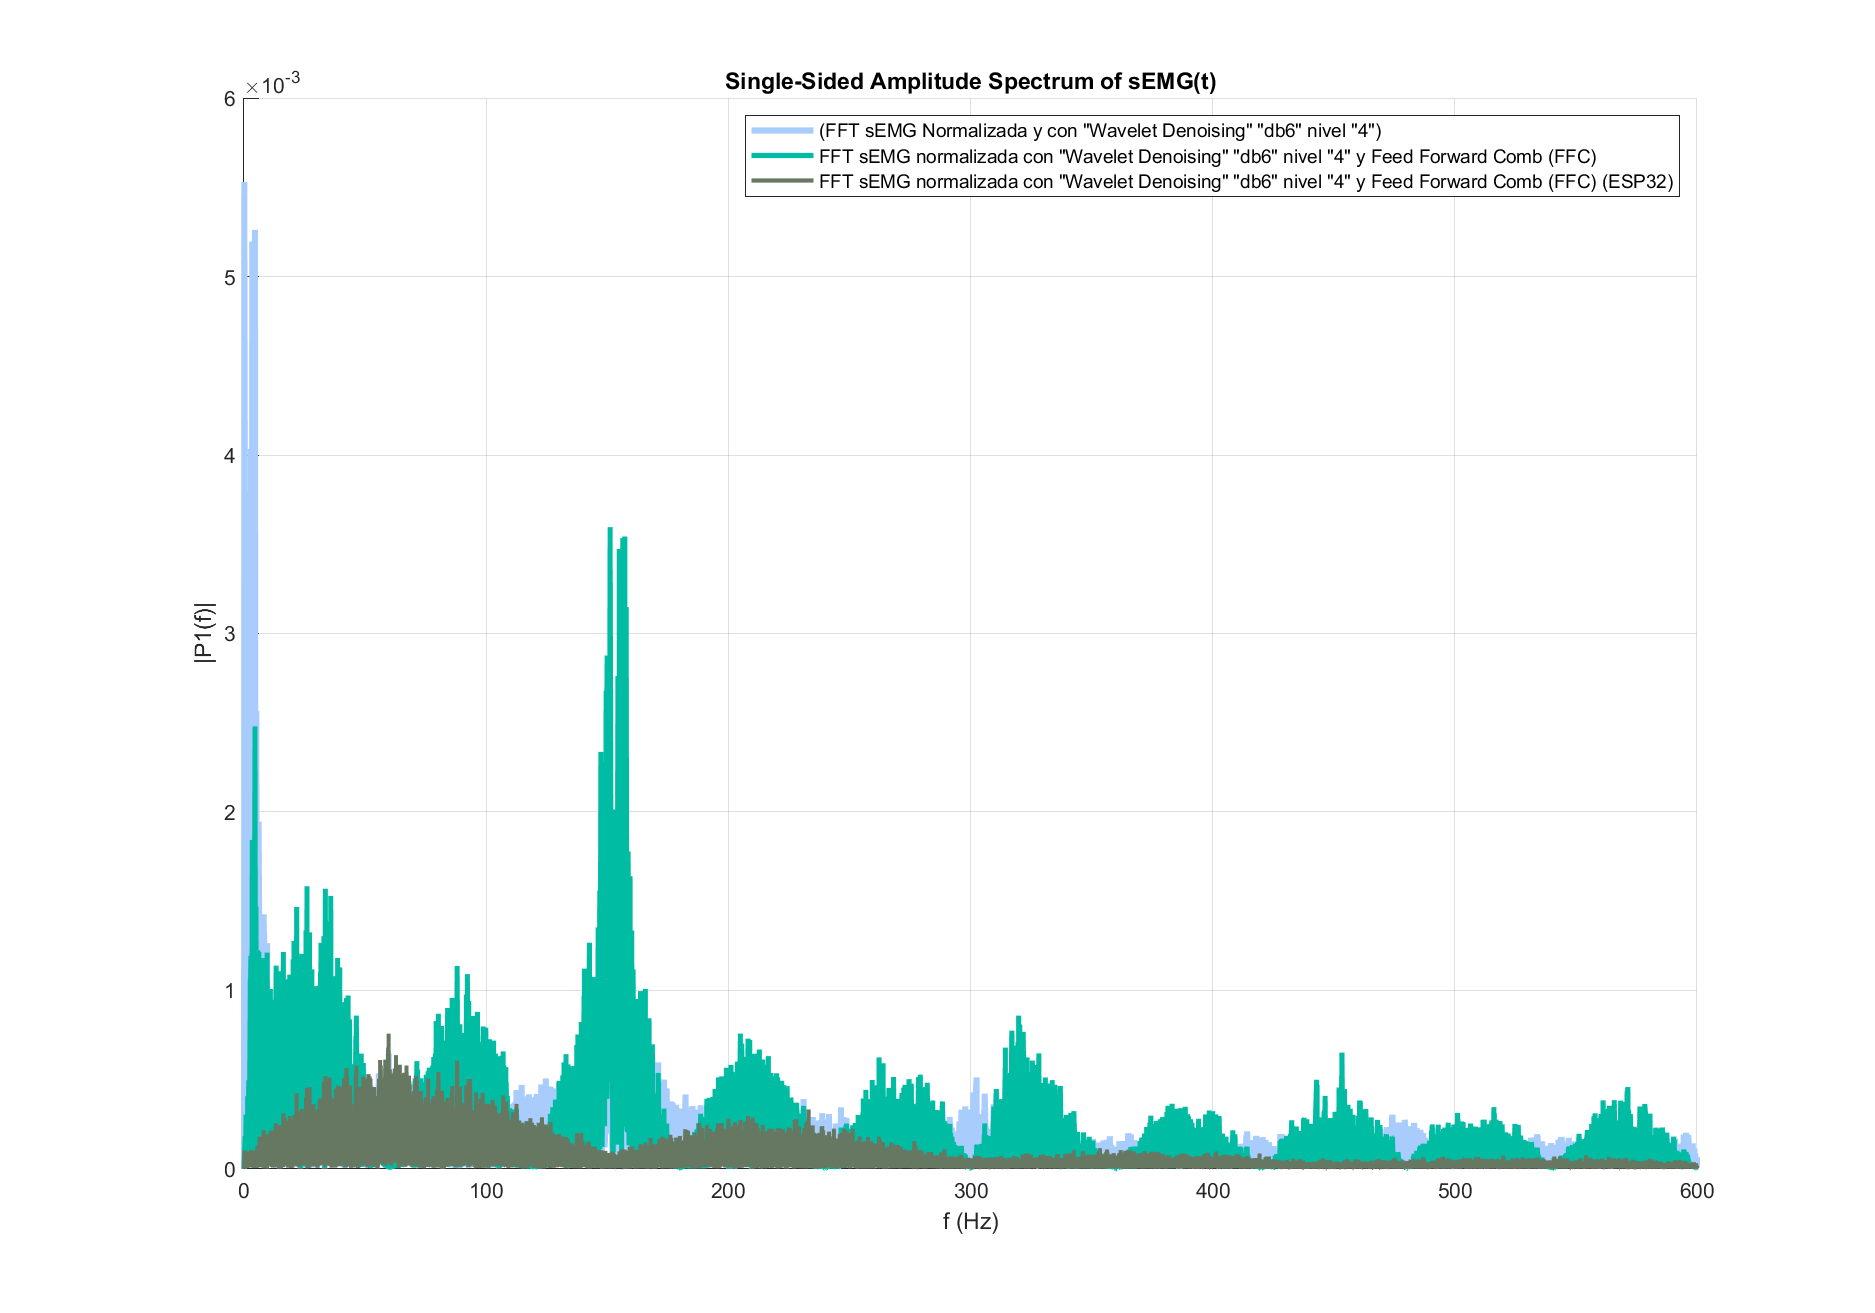 Single-Sided Amplitude Spectrum of sEMG(t)
×10-3
(FFT sEMG Normalizada y con "Wavelet Denoising" "db6" nivel "4")
FFT sEMG normalizada con "Wavelet Denoising" "db6" nivel "4" y Feed Forward Comb (FFC)
FFT sEMG normalizada con "Wavelet Denoising" "db6" nivel "4" y Feed Forward Comb (FFC) (ESP32)
6
5
4
3
2
1
0
|P1(f)|
0 100 200 300 400 500 600
f (Hz)